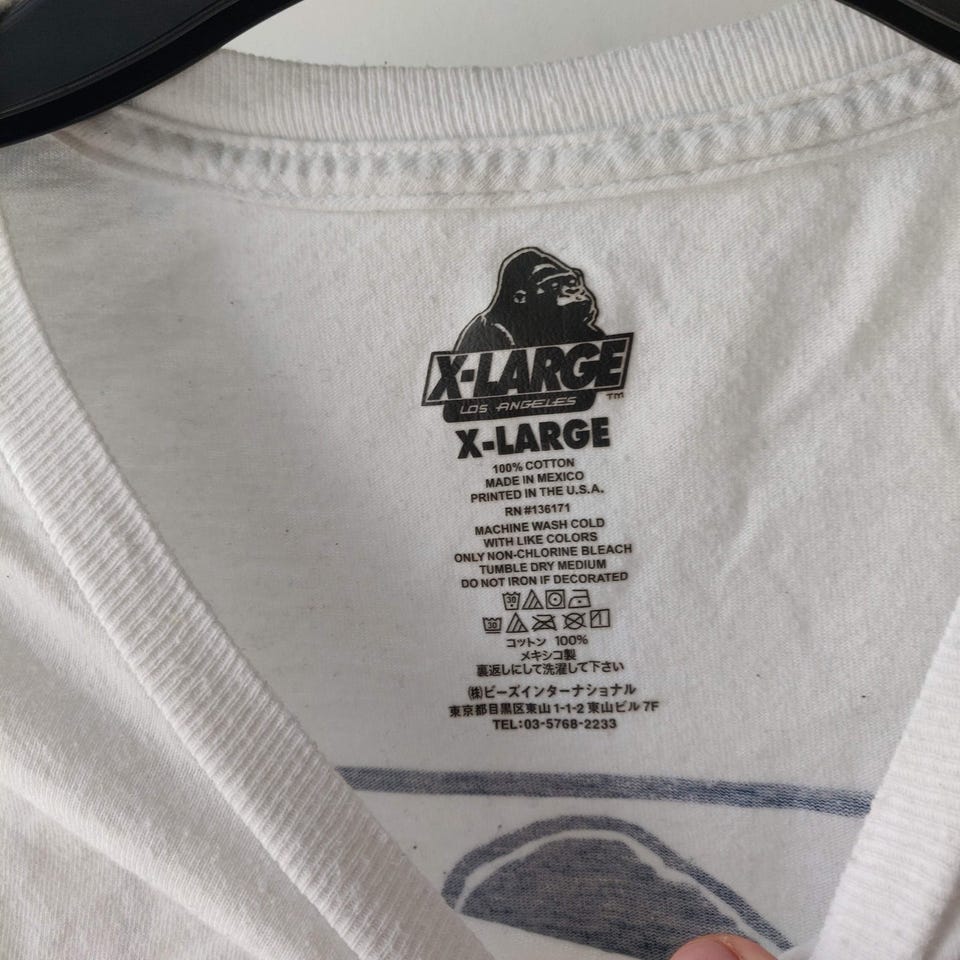 X-LARGE
LOS ANGELES
TM
X-LARGE
100% COTTON
MADE IN MEXICO
PRINTED IN THE U.S.A.
RN #136171
MACHINE WASH COLD
WITH LIKE COLORS
ONLY NON-CHLORINE BLEACH
TUMBLE DRY MEDIUM
DO NOT IRON IF DECORATED
30
30
コットン 100%
メキシコ製
裏返しにして洗濯して下さい
㈱ビーズインターナショナル
東京都目黒区東山1-1-2 東山ビル 7F
TEL:03-5768-2233